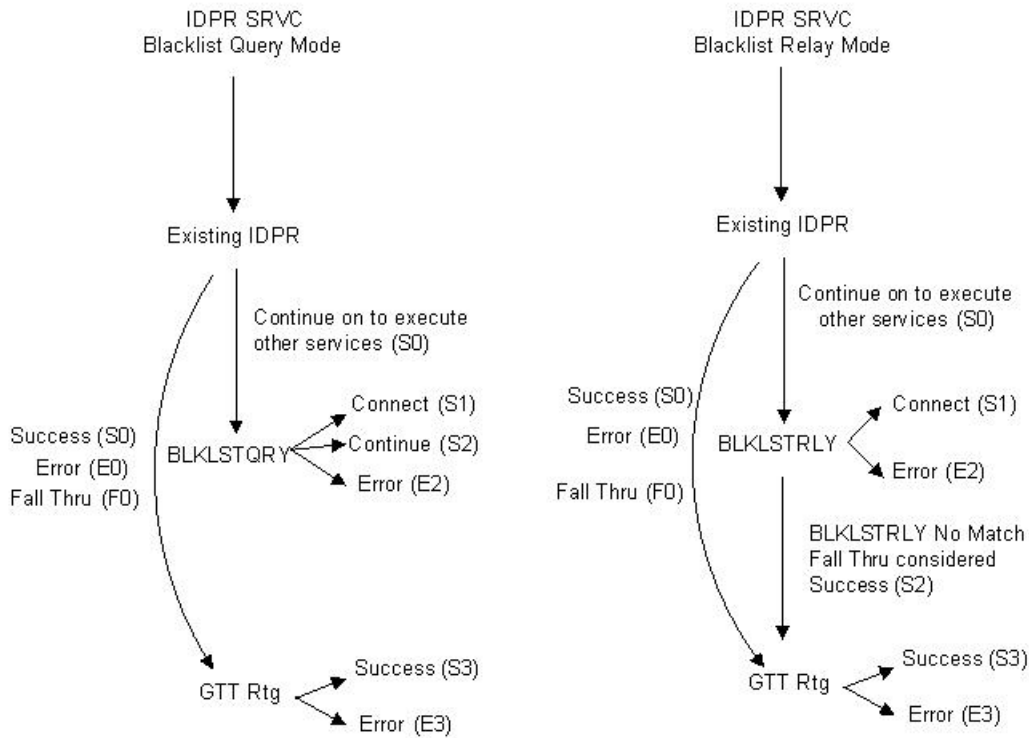 IDPR SRVC
Blacklist Query Mode
Existing IDPR
Continue on to execute
other services (S0)
Connect (S1)
Continue (S2)
Error (E2)
BLKLSTQRY
Success (S0)
Error (E0)
Fall Thru (F0)
GTT Rtg
Success (S3)
Error (E3)
IDPR SRVC
Blacklist Relay Mode
Existing IDPR
Continue on to execute
other services (S0)
Success (S0)
Error (E0)
Fall Thru (F0)
BLKLSTRLY
Connect (S1)
Error (E2)
BLKLSTRLY No Match
Fall Thru considered
Success (S2)
GTT Rtg
Success (S3)
Error (E3)